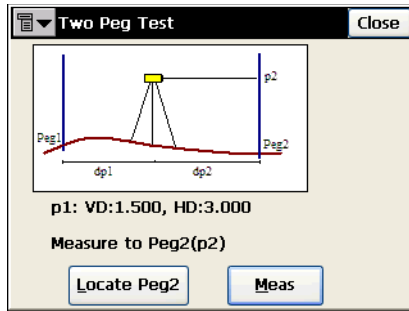 Two Peg Test Close
p2
Peg1
Peg2
dp1 dp2
p1: VD:1.500, HD:3.000
Measure to Peg2(p2)
Locate Peg2 Meas